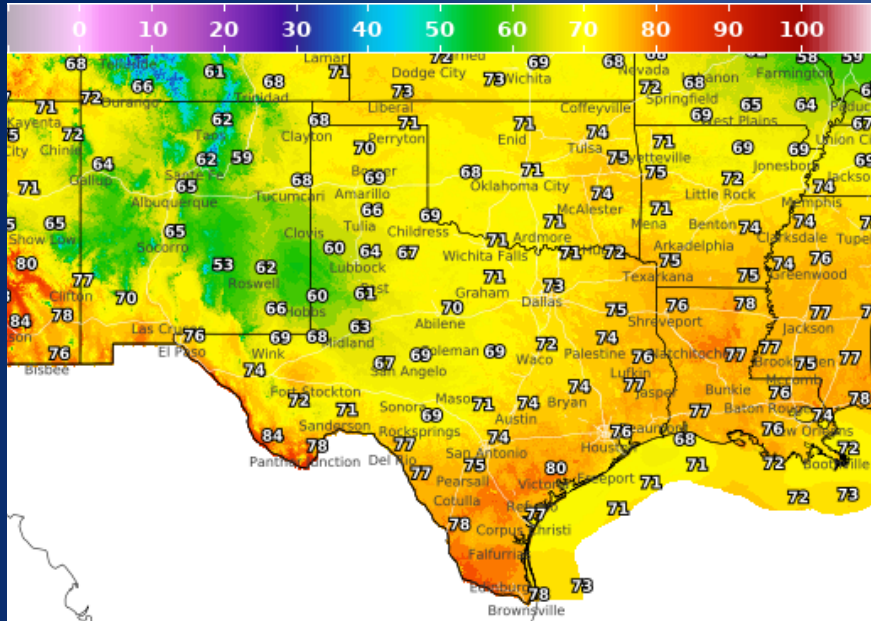 0 10 20 30 40 50 60 70 80 90 100
68 61 68 Lamar 71 72 Dodge City 69 68 Nevada 68 58 59
Telluride 66 Durango Trinidad 73 Wichita 72 Lebanon Farmington
71 72 73 Liberal Coffeyville Springfield 69 65 64
Kayenta 62 Taos 68 Clayton 71 Perryton 71 Enid 74 Tulsa West Plains Union City 67
72 Chinle 70 75 71 69 69 Jonesboro
64 Gallup 62 59 Santa Fe 69 Amarillo 68 71 Oklahoma City 75 72 Little Rock 69
71 65 Albuquerque 68 Tucumcari McAlester 74 74 Memphis
65 Show Low 65 Socorro Clovis 66 Tulia 69 Childress 71 Ardmore 71 Mena Benton 74 74 Clarksdale
80 53 62 Roswell 60 64 Lubbock 67 71 Wichita Falls 71 72 Arkadelphia 75 Texarkana 75 74 76 Greenwood
77 Clifton 70 66 60 Hobbs 61 71 Graham 73 Dallas
84 78 Las Cruces 76 63 Midland 70 Abilene 75 76 Shreveport 78 77 Jackson
76 Bisbee El Paso 69 Wink 68 67 69 San Angelo 69 72 Waco 74 Palestine 76 77 77 75 77
74 Fort Stockton 72 Sonora Mason 71 74 Austin 74 Bryan Lufkin 77 Jasper Bunkie 76 Mccomb 78
84 71 Sanderson 69 Rocksprings 77 Baton Rouge 74
78 77 Del Rio 74 San Antonio 76 Houston 68 76 New Orleans
77 75 Pearsall 80 Victoria 71 Freeport 71 72 72 Boothville
Cotulla 77 71 72 73
78 Corpus Christi
Falfurrias
Edinburg 78 73
Brownsville